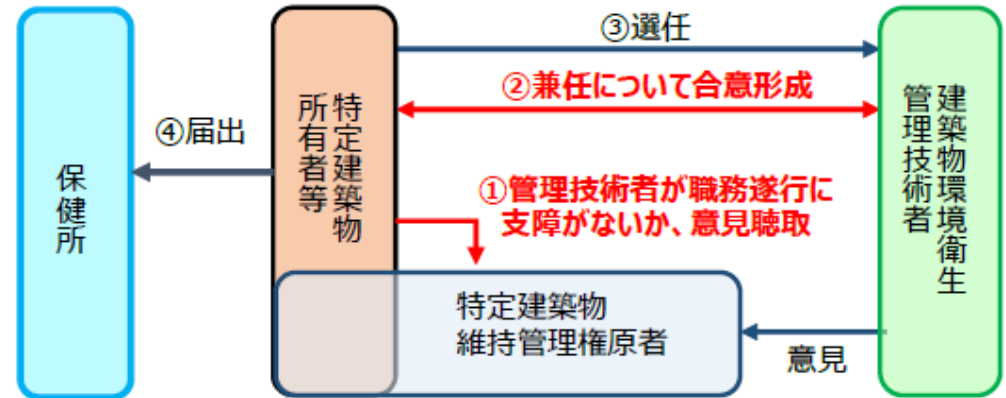 保健所
④届出
特定建築物
所有者等
③選任
②兼任について合意形成
①管理技術者が職務遂行に
支障がないか、意見聴取
特定建築物
維持管理権原者
意見
建築物環境衛生
管理技術者